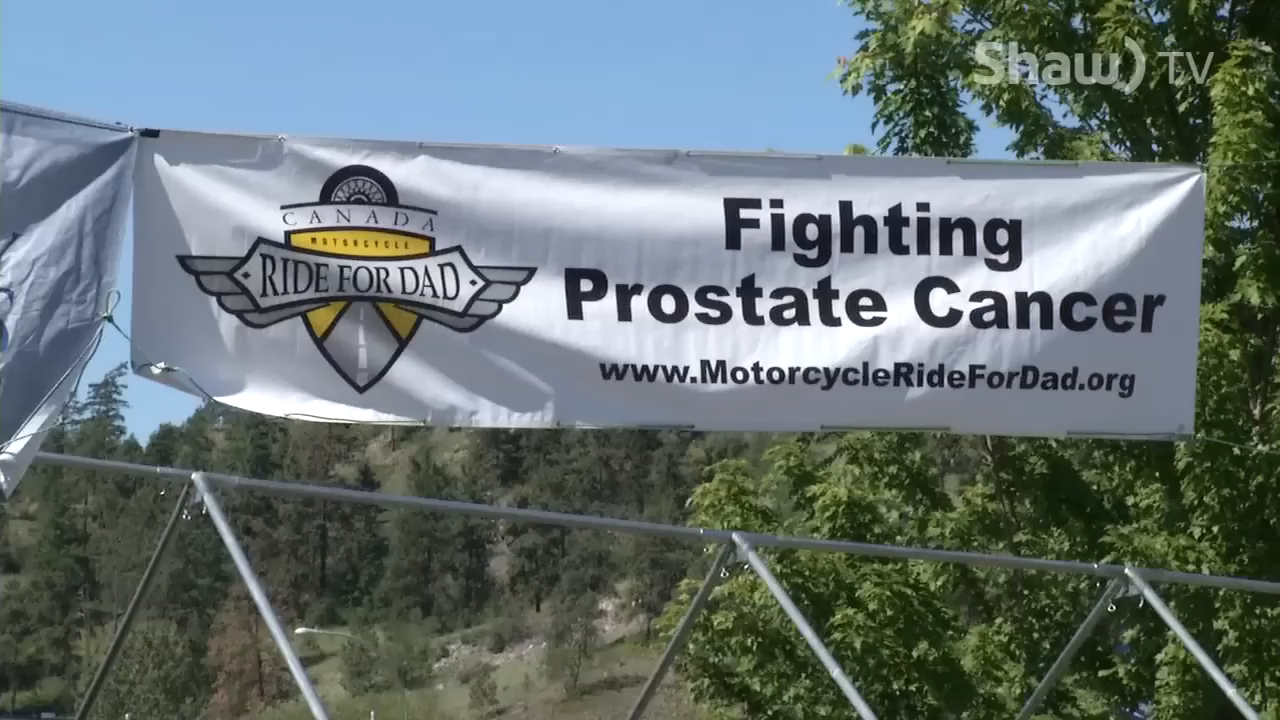 Shaw) TV
CANADA
MOTORCYCLE
RIDE FOR DAD
Fighting
Prostate Cancer
www.MotorcycleRideForDad.org